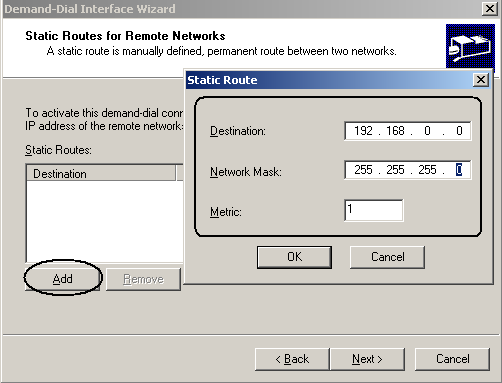 Demand-Dial Interface Wizard
Static Routes for Remote Networks
A static route is manually defined, permanent route between two networks.
To activate this demand-dial conn
IP address of the remote network
Static Routes:
Destination
Add
Remove
Static Route
Destination: 192 . 168 . 0 . 0
Network Mask: 255 . 255 . 255 . 0
Metric: 1
OK Cancel
< Back Next > Cancel